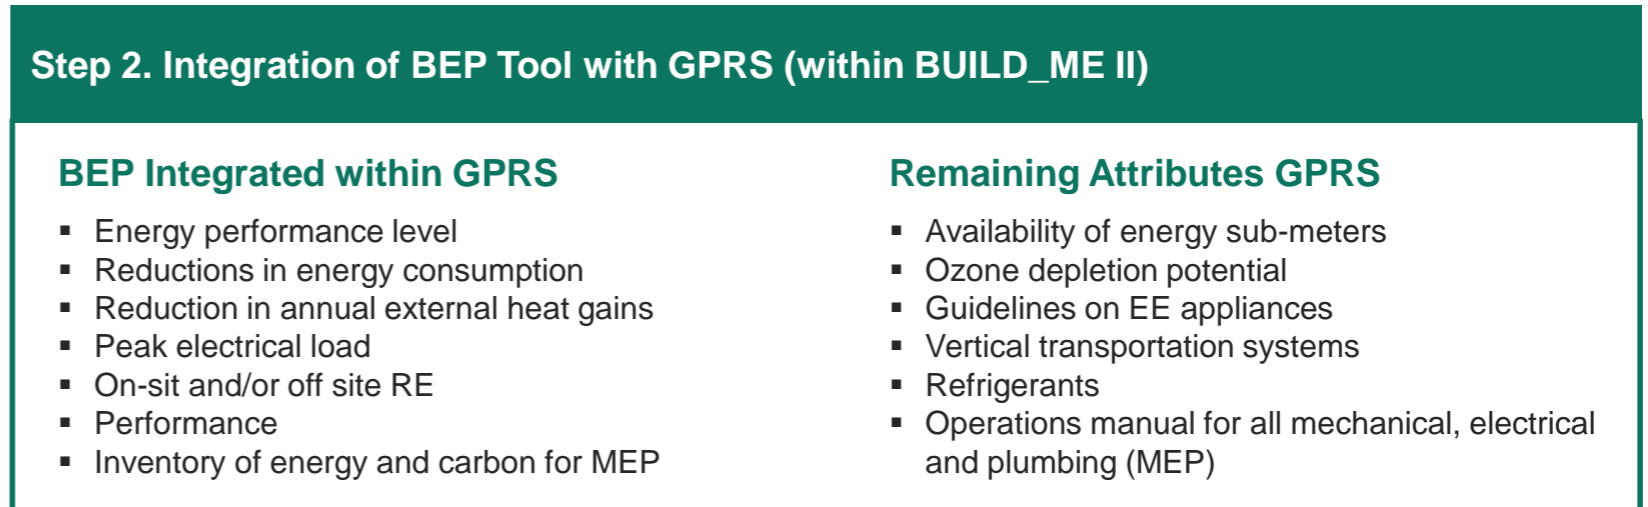 Step 2. Integration of BEP Tool with GPRS (within BUILD_ME II)
BEP Integrated within GPRS
▪ Energy performance level
▪ Reductions in energy consumption
▪ Reduction in annual external heat gains
▪ Peak electrical load
▪ On-sit and/or off site RE
▪ Performance
▪ Inventory of energy and carbon for MEP
Remaining Attributes GPRS
▪ Availability of energy sub-meters
▪ Ozone depletion potential
▪ Guidelines on EE appliances
▪ Vertical transportation systems
▪ Refrigerants
▪ Operations manual for all mechanical, electrical
and plumbing (MEP)